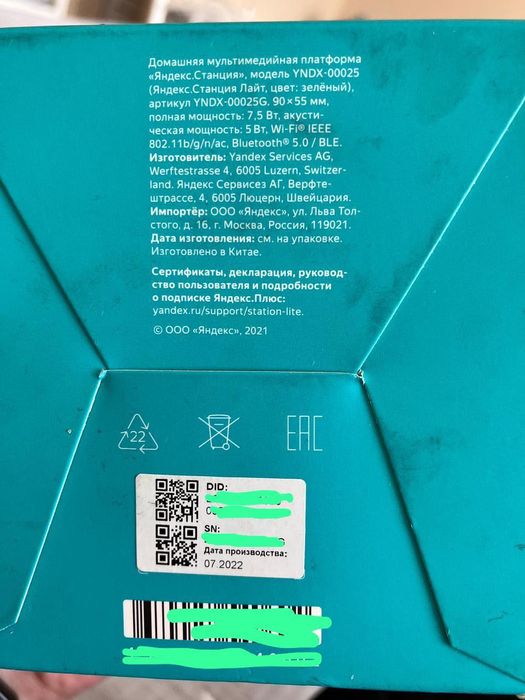 Домашняя мультимедийная платформа
«Яндекс.Станция», модель YNDX-00025
(Яндекс.Станция Лайт, цвет: зелёный),
артикул YNDX-00025G. 90×55 мм,
полная мощность: 7,5 Вт, акусти-
ческая мощность: 5 Вт, Wi-Fi® IEEE
802.11b/g/n/ac, Bluetooth® 5.0 / BLE.
Изготовитель: Yandex Services AG,
Werftestrasse 4, 6005 Luzern, Switzer-
land. Яндекс Сервисез АГ, Верфте-
штрассе, 4, 6005 Люцерн, Швейцария.
Импортёр: ООО «Яндекс», ул. Льва Тол-
стого, д. 16, г. Москва, Россия, 119021.
Дата изготовления: см. на упаковке.
Изготовлено в Китае.
Сертификаты, декларация, руковод-
ство пользователя и подробности
о подписке Яндекс.Плюс:
yandex.ru/support/station-lite.
© ООО «Яндекс», 2021
22
EAC
DID:
SN:
Дата производства:
07.2022